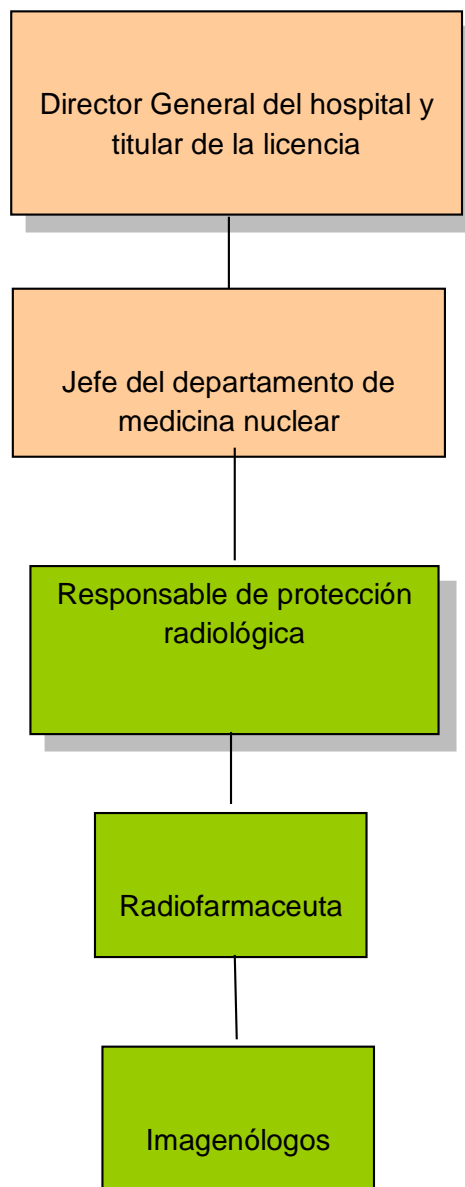 Director General del hospital y
titular de la licencia
Jefe del departamento de
medicina nuclear
Responsable de protección
radiológica
Radiofarmaceuta
Imagenólogos